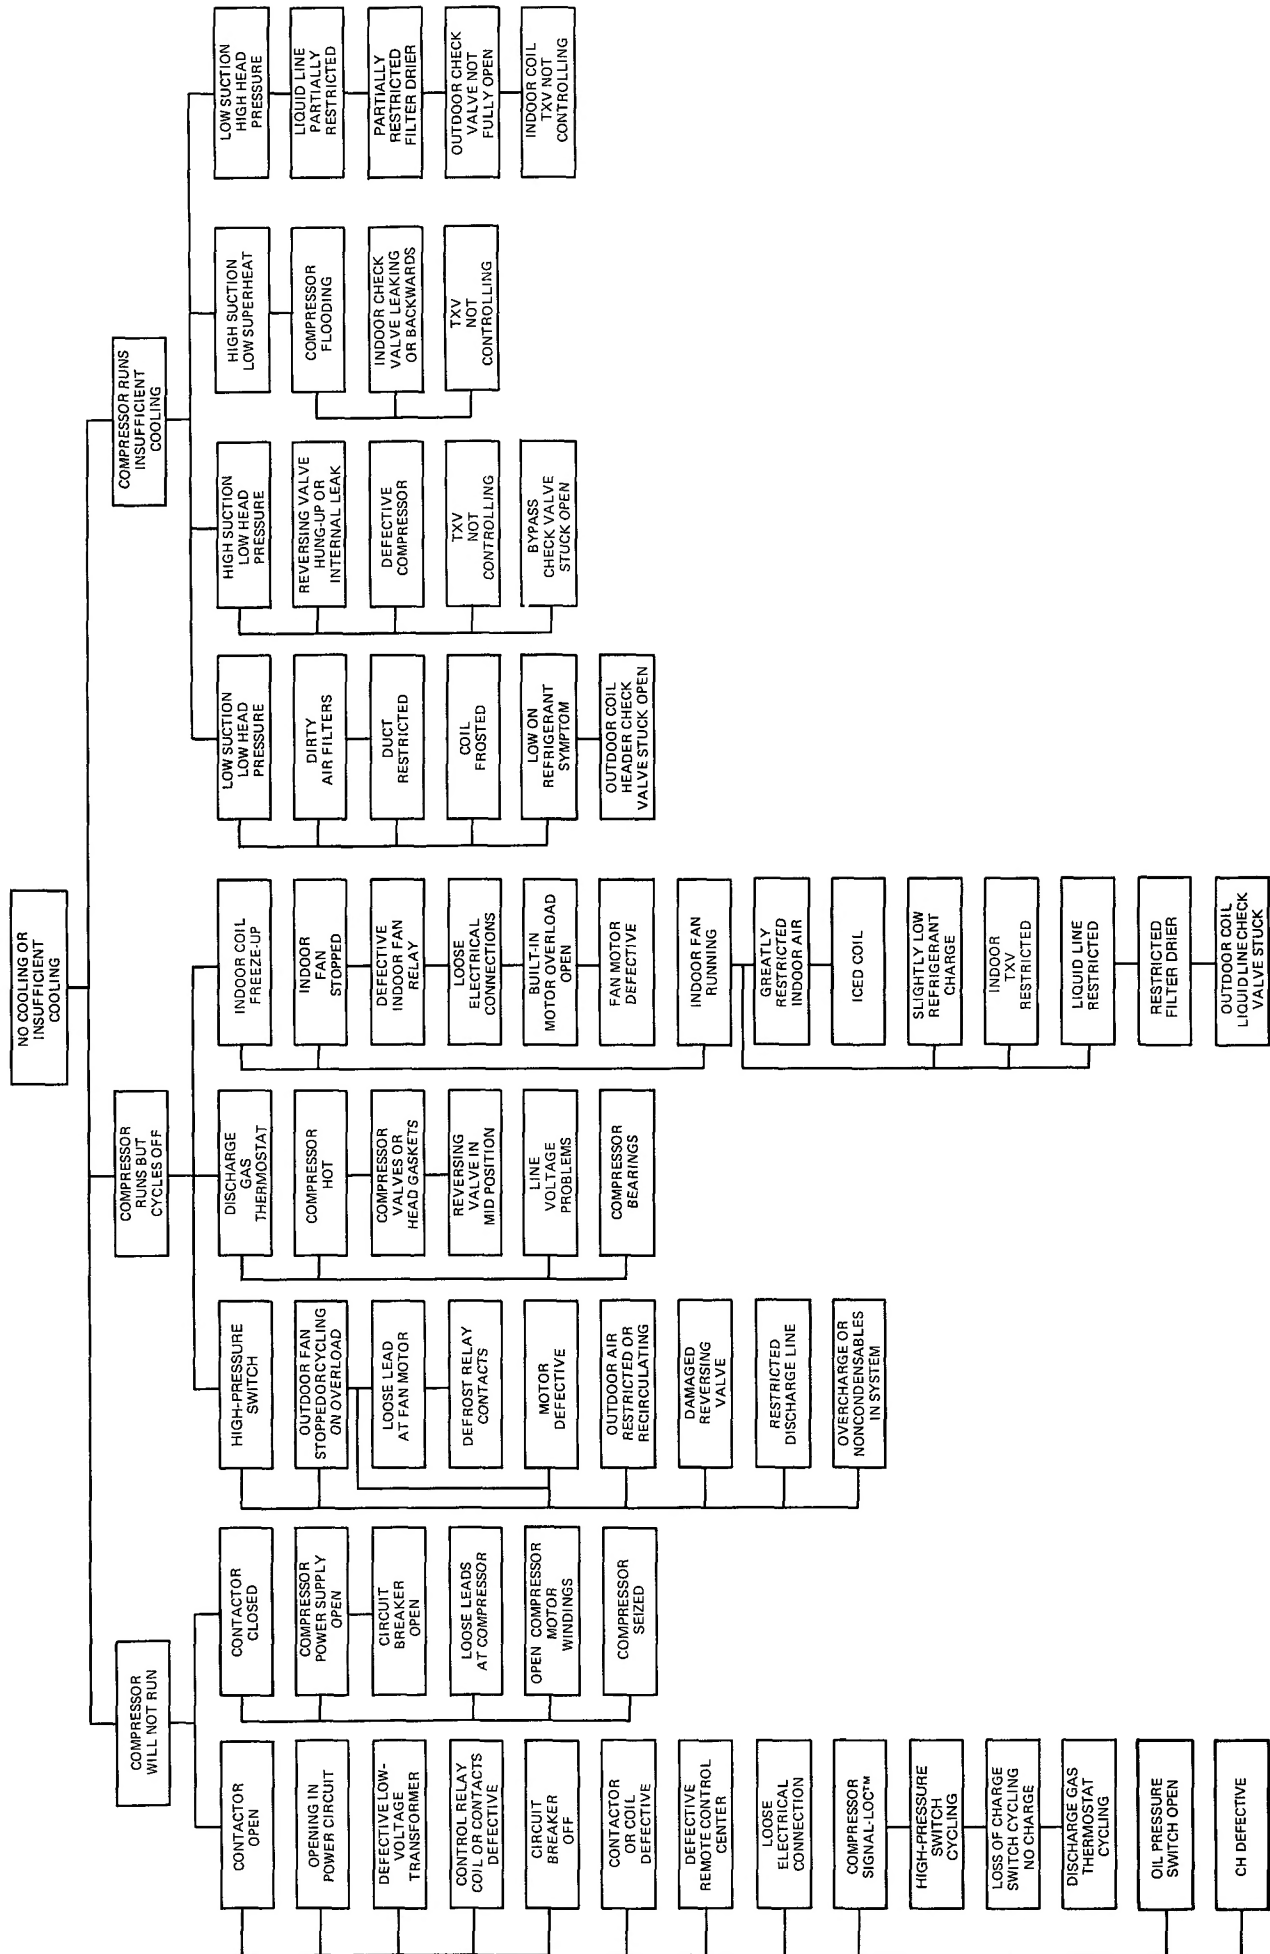 NO COOLING OR
INSUFFICIENT
COOLING
COMPRESSOR
WILL NOT RUN
CONTACTOR
OPEN
OPENING IN
POWER CIRCUIT
DEFECTIVE LOW-
VOLTAGE
TRANSFORMER
CONTROL RELAY
COIL OR CONTACTS
DEFECTIVE
CIRCUIT
BREAKER
OFF
CONTACTOR
OR COIL
DEFECTIVE
DEFECTIVE
REMOTE CONTROL
CENTER
LOOSE
ELECTRICAL
CONNECTION
COMPRESSOR
SIGNAL-LOC™
HIGH-PRESSURE
SWITCH
CYCLING
LOSS OF CHARGE
SWITCH CYCLING
NO CHARGE
DISCHARGE GAS
THERMOSTAT
CYCLING
OIL PRESSURE
SWITCH OPEN
CH DEFECTIVE
CONTACTOR
CLOSED
COMPRESSOR
POWER SUPPLY
OPEN
CIRCUIT
BREAKER
OPEN
LOOSE LEADS
AT COMPRESSOR
OPEN COMPRESSOR
MOTOR
WINDINGS
COMPRESSOR
SEIZED
COMPRESSOR
RUNS BUT
CYCLES OFF
HIGH-PRESSURE
SWITCH
OUTDOOR FAN
STOPPEDORCYCLING
ON OVERLOAD
LOOSE LEAD
AT FAN MOTOR
DEFROST RELAY
CONTACTS
MOTOR
DEFECTIVE
OUTDOOR AIR
RESTRICTED OR
RECIRCULATING
DAMAGED
REVERSING
VALVE
RESTRICTED
DISCHARGE LINE
OVERCHARGE OR
NONCONDENSABLES
IN SYSTEM
DISCHARGE
GAS
THERMOSTAT
COMPRESSOR
HOT
COMPRESSOR
VALVES OR
HEAD GASKETS
REVERSING
VALVE IN
MID POSITION
LINE
VOLTAGE
PROBLEMS
COMPRESSOR
BEARINGS
INDOOR COIL
FREEZE-UP
INDOOR
FAN
STOPPED
DEFECTIVE
INDOOR FAN
RELAY
LOOSE
ELECTRICAL
CONNECTIONS
BUILT-IN
MOTOR OVERLOAD
OPEN
FAN MOTOR
DEFECTIVE
INDOOR FAN
RUNNING
GREATLY
RESTRICTED
INDOOR AIR
ICED COIL
SLIGHTLY LOW
REFRIGERANT
CHARGE
INDOOR
TXV
RESTRICTED
LIQUID LINE
RESTRICTED
RESTRICTED
FILTER DRIER
OUTDOOR COIL
LIQUID LINE CHECK
VALVE STUCK
COMPRESSOR RUNS
INSUFFICIENT
COOLING
LOW SUCTION
LOW HEAD
PRESSURE
DIRTY
AIR FILTERS
DUCT
RESTRICTED
COIL
FROSTED
LOW ON
REFRIGERANT
SYMPTOM
OUTDOOR COIL
HEADER CHECK
VALVE STUCK OPEN
HIGH SUCTION
LOW HEAD
PRESSURE
REVERSING VALVE
HUNG-UP OR
INTERNAL LEAK
DEFECTIVE
COMPRESSOR
TXV
NOT
CONTROLLING
BYPASS
CHECK VALVE
STUCK OPEN
HIGH SUCTION
LOW SUPERHEAT
COMPRESSOR
FLOODING
INDOOR CHECK
VALVE LEAKING
OR BACKWARDS
TXV
NOT
CONTROLLING
LOW SUCTION
HIGH HEAD
PRESSURE
LIQUID LINE
PARTIALLY
RESTRICTED
PARTIALLY
RESTRICTED
FILTER DRIER
OUTDOOR CHECK
VALVE NOT
FULLY OPEN
INDOOR COIL
TXV NOT
CONTROLLING